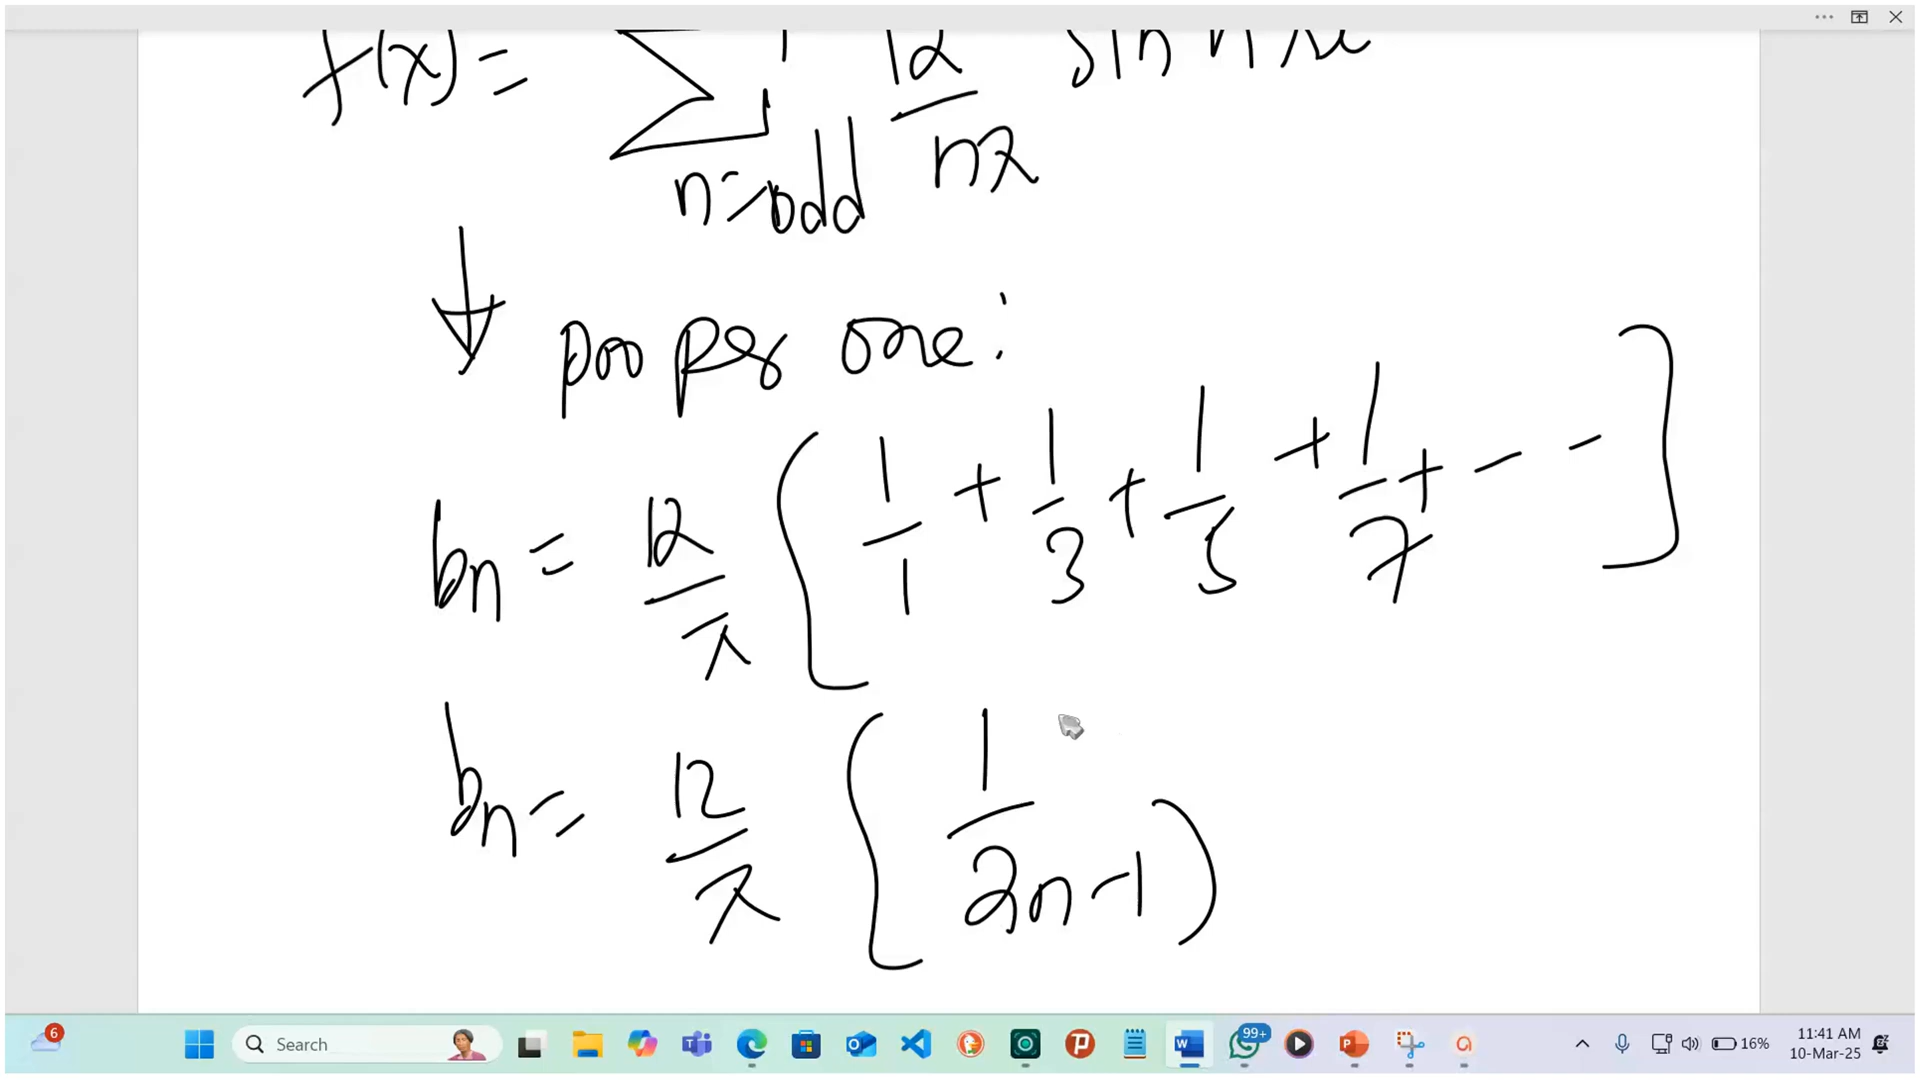 f(x) = ∑ 12/nπ sin nπx
n=odd
proper one:
bn = 12/π [1/1 + 1/3 + 1/5 + 1/7 + - - ]
bn = 12/π [1/2n-1)
6
Search
99+
16%
11:41 AM
10-Mar-25